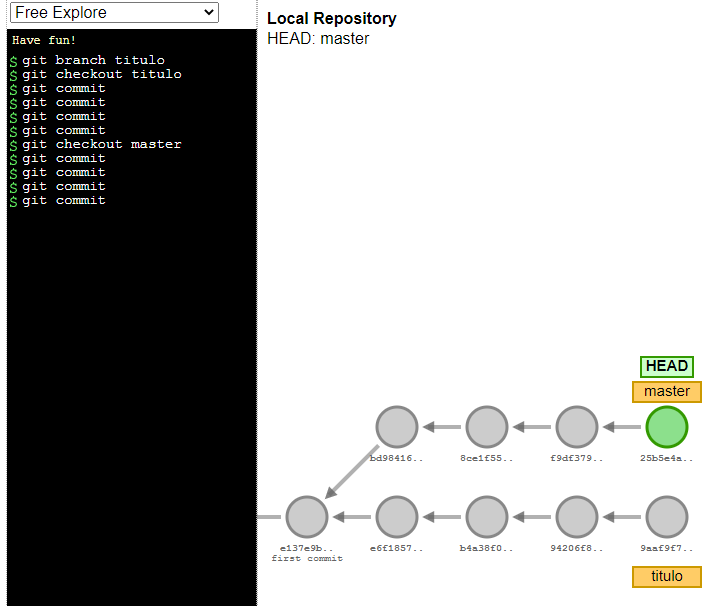 Free Explore
Have fun!
$ git branch titulo
$ git checkout titulo
$ git commit
$ git commit
$ git commit
$ git commit
$ git checkout master
$ git commit
$ git commit
$ git commit
$ git commit
Local Repository
HEAD: master
HEAD
master
bd98416.. 8ce1f55.. f9df379.. 25b5e4a..
e137e9b.. e6f1857.. b4a38f0.. 94206f8.. 9aaf9f7..
first commit
titulo